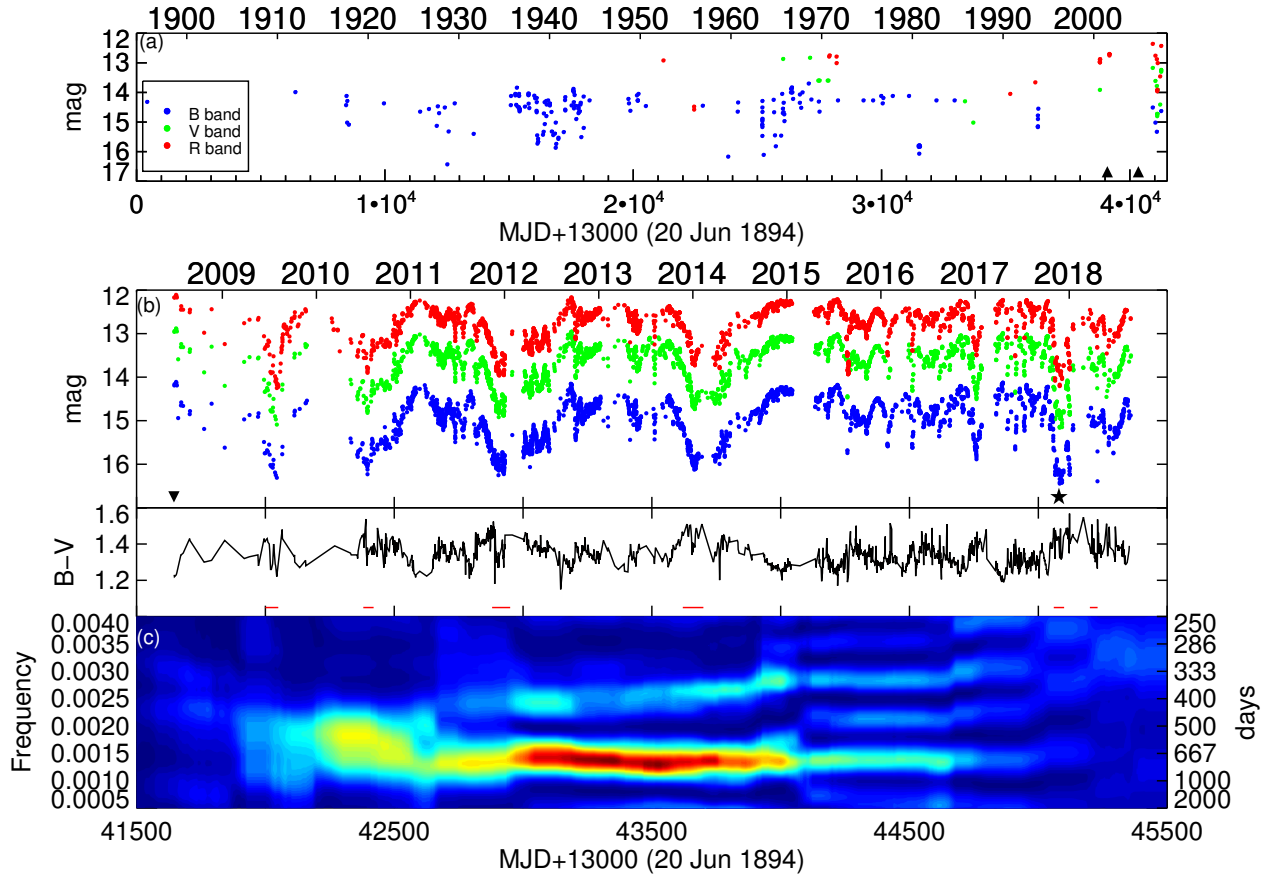 1900 1910 1920 1930 1940 1950 1960 1970 1980 1990 2000
(a)
12
13
14
15
16
17
mag
B band
V band
R band
0 1•10⁴ 2•10⁴ 3•10⁴ 4•10⁴
MJD+13000 (20 Jun 1894)
2009 2010 2011 2012 2013 2014 2015 2016 2017 2018
(b)
12
13
14
15
16
mag
1.6
1.4
1.2
B−V
(c)
0.0040
0.0035
0.0030
0.0025
0.0020
0.0015
0.0010
0.0005
Frequency
250
286
333
400
500
667
1000
2000
days
41500 42500 43500 44500 45500
MJD+13000 (20 Jun 1894)